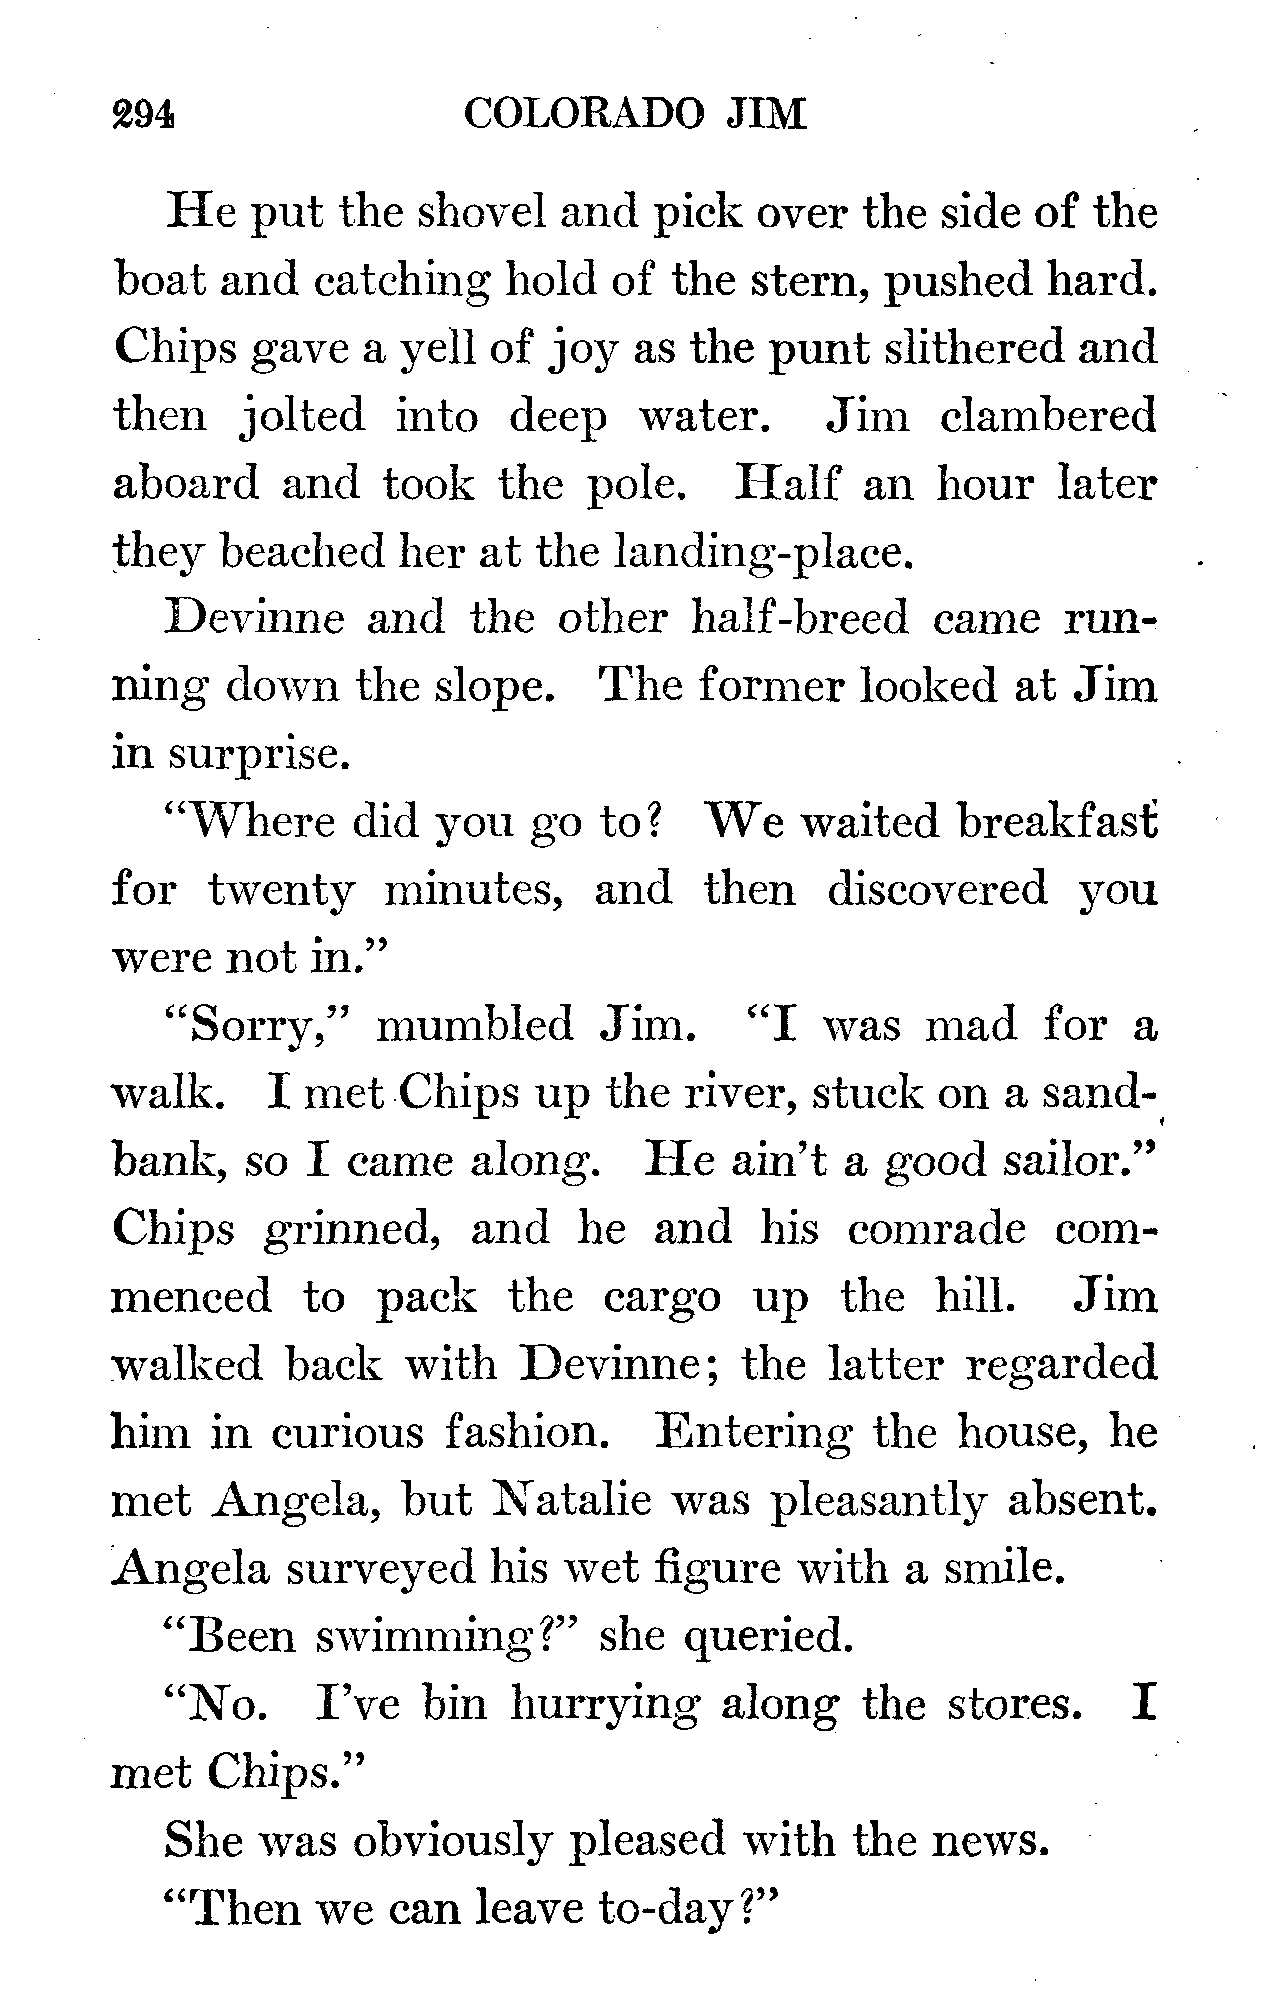 294 COLORADO JIM
He put the shovel and pick over the side of the
boat and catching hold of the stern, pushed hard.
Chips gave a yell of joy as the punt slithered and
then jolted into deep water. Jim clambered
aboard and took the pole. Half an hour later
they beached her at the landing-place.
Devinne and the other half-breed came run-
ning down the slope. The former looked at Jim
in surprise.
“Where did you go to? We waited breakfast
for twenty minutes, and then discovered you
were not in.”
“Sorry,” mumbled Jim. “I was mad for a
walk. I met Chips up the river, stuck on a sand-
bank, so I came along. He ain’t a good sailor.”
Chips grinned, and he and his comrade com-
menced to pack the cargo up the hill. Jim
walked back with Devinne; the latter regarded
him in curious fashion. Entering the house, he
met Angela, but Natalie was pleasantly absent.
Angela surveyed his wet figure with a smile.
“Been swimming?” she queried.
“No. I’ve bin hurrying along the stores. I
met Chips.”
She was obviously pleased with the news.
“Then we can leave to-day?”